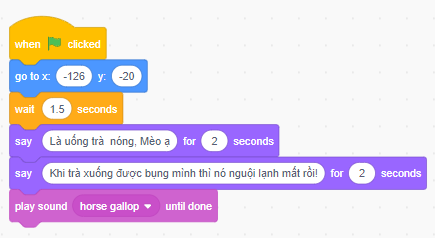 when clicked
go to x: -126 y: -20
wait 1.5 seconds
say Là uống trà nóng, Mèo ạ for 2 seconds
say Khi trà xuống được bụng mình thì nó nguội lạnh mất rồi! for 2 seconds
play sound horse gallop until done